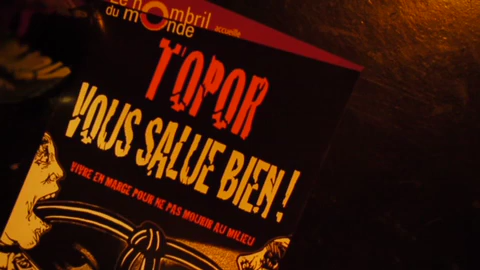 Le nombril
du monde
accueille
TOPOR
VOUS SALUE BIEN !
VIVRE EN MARGE POUR NE PAS MOURIR AU MILIEU